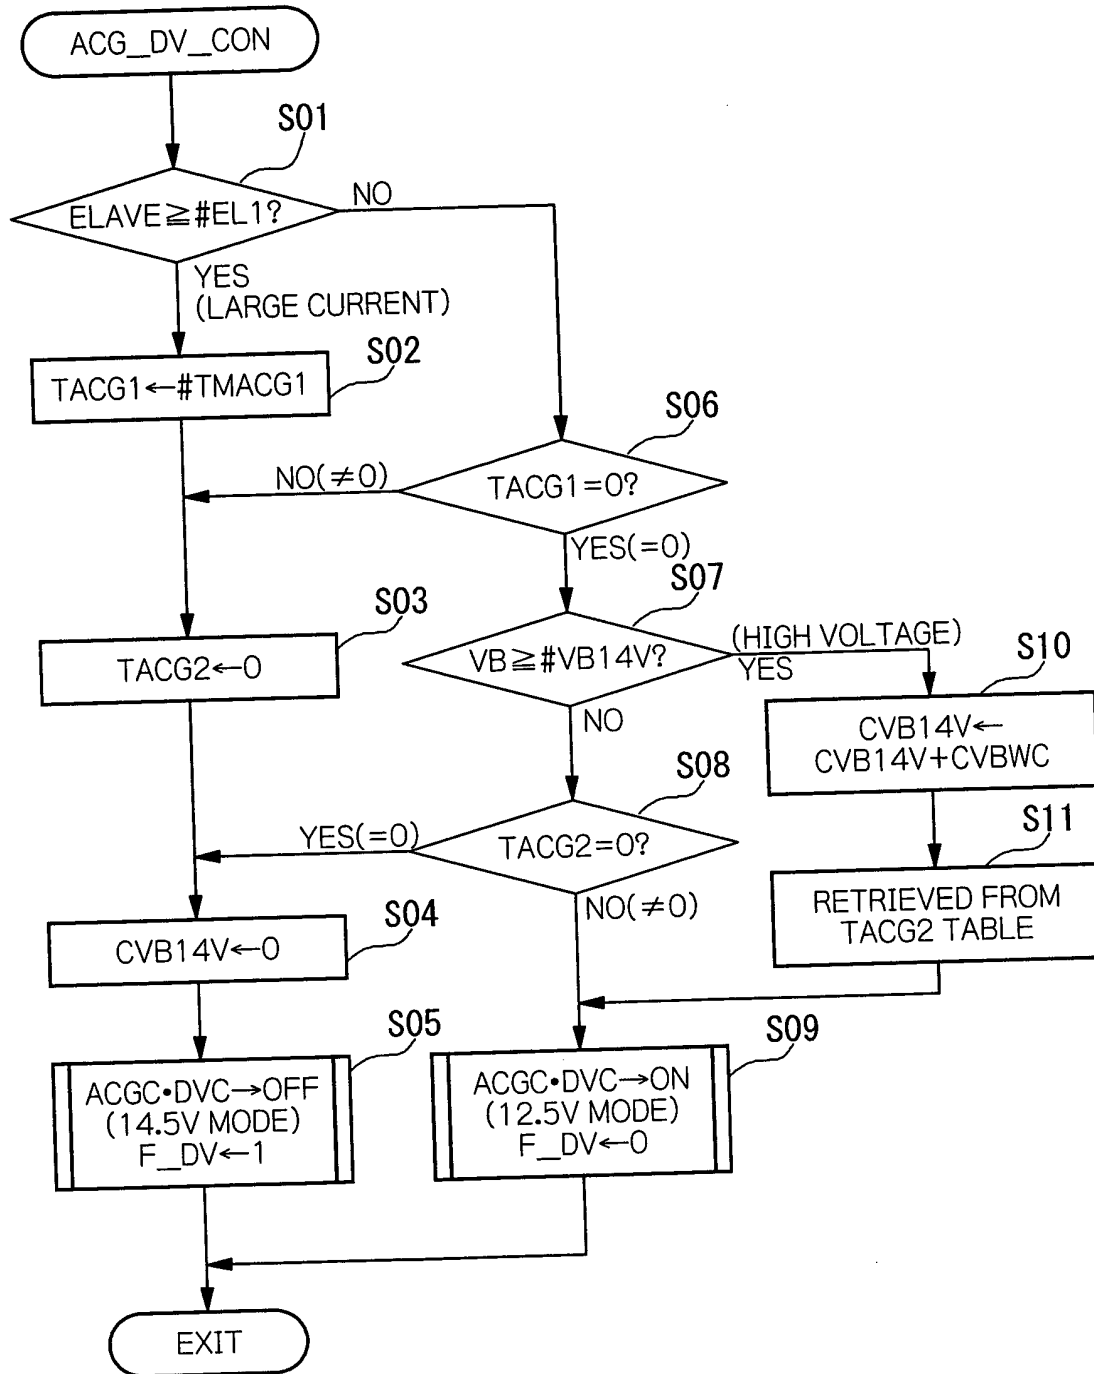 ACG_DV_CON
S01
ELAVE≧#EL1?
NO
YES
(LARGE CURRENT)
S02
TACG1←#TMACG1
S06
NO(≠0)
TACG1=0?
YES(=0)
S03
S07
TACG2←0
VB≧#VB14V?
(HIGH VOLTAGE)
YES
S10
NO
CVB14V←
CVB14V+CVBWC
S08
YES(=0)
TACG2=0?
S11
NO(≠0)
RETRIEVED FROM
TACG2 TABLE
S04
CVB14V←0
S05
ACGC•DVC→OFF
(14.5V MODE)
F_DV←1
S09
ACGC•DVC→ON
(12.5V MODE)
F_DV←0
EXIT